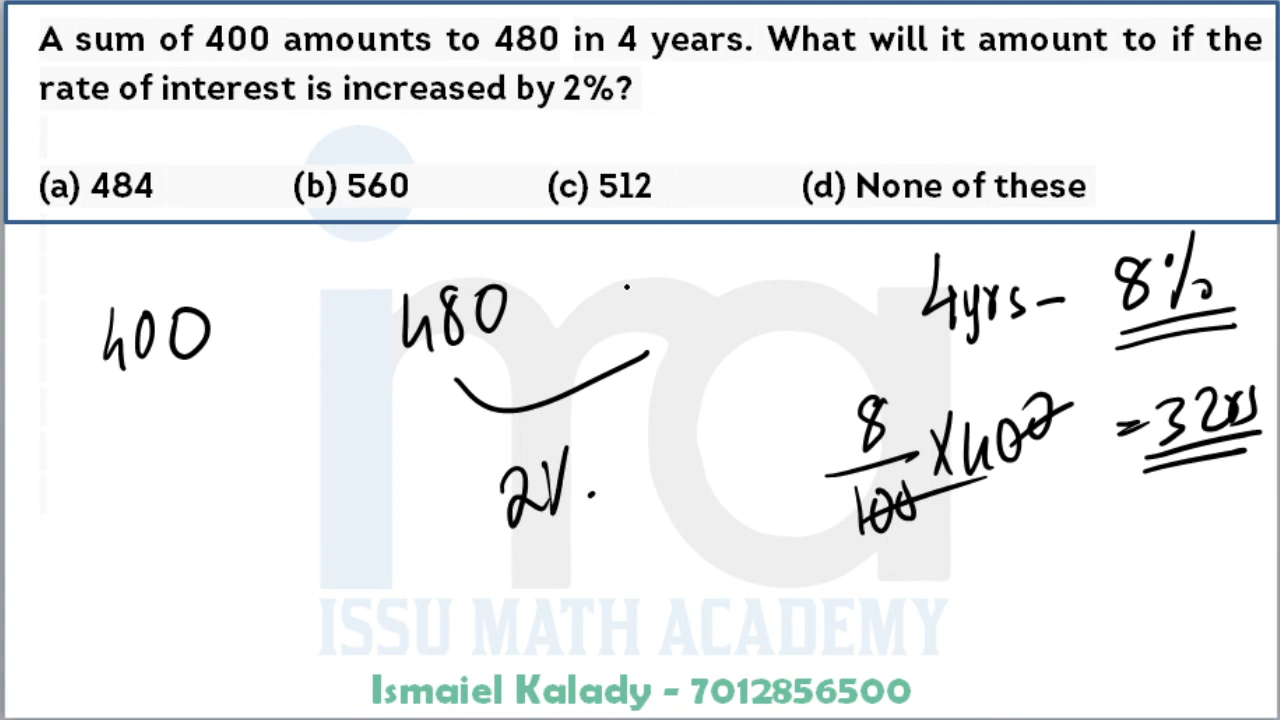 A sum of 400 amounts to 480 in 4 years. What will it amount to if the
rate of interest is increased by 2%?
(a) 484 (b) 560 (c) 512 (d) None of these
4yrs – 8%
400 480
8/100 × 400 = 32rs
2%.
ima
ISSU MATH ACADEMY
Ismaiel Kalady - 7012856500